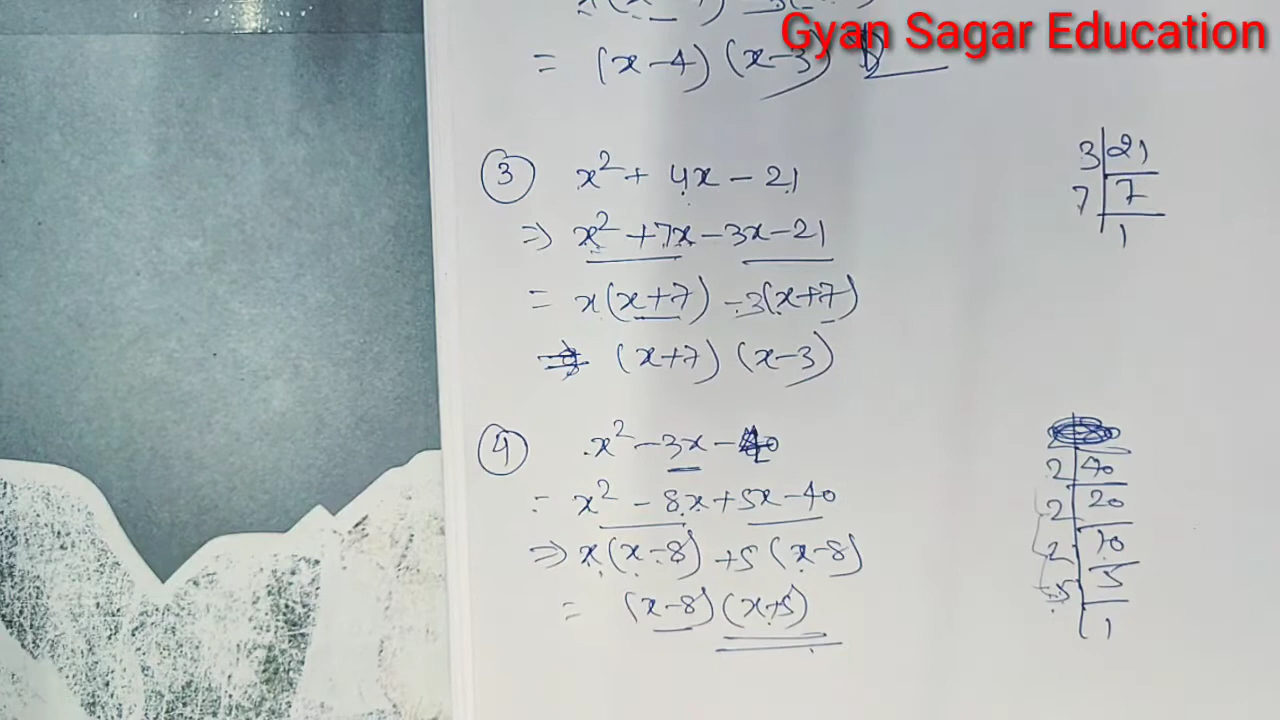 Gyan Sagar Education
= (x-4) (x-3)
③ x² + 4x - 21
⇒ x² + 7x - 3x - 21
= x(x+7) - 3(x+7)
(x+7) (x-3)
3 | 21
7 | 7
1
④ x² - 3x - 40
= x² - 8x + 5x - 40
⇒ x(x-8) + 5(x-8)
= (x-8) (x+5)
2 | 40
2 | 20
2 | 10
5 | 5
1